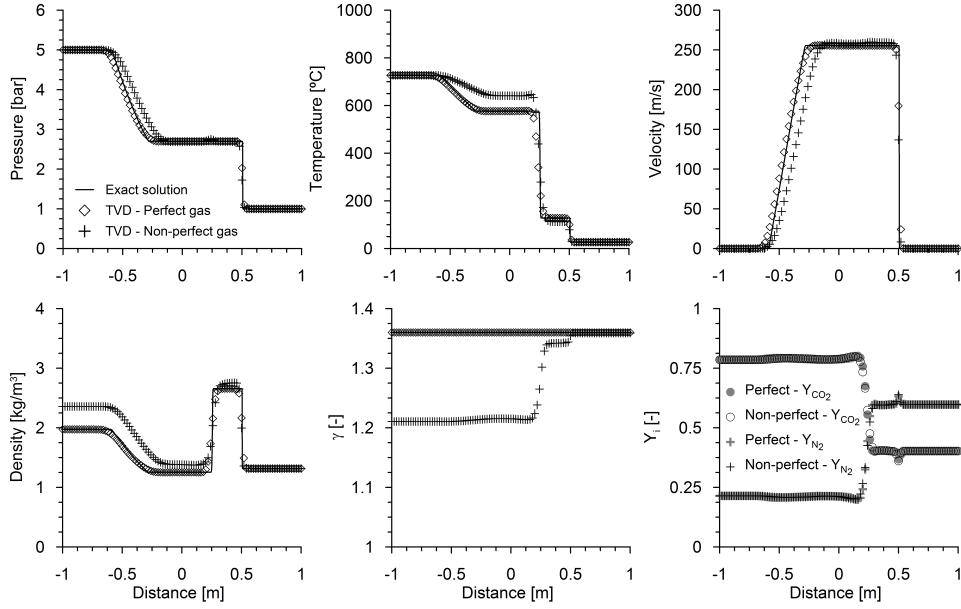 Pressure [bar]
6
5
4
3
2
1
0
Exact solution
TVD - Perfect gas
TVD - Non-perfect gas
-1 -0.5 0 0.5 1
Temperature [ºC]
1000
800
600
400
200
0
-1 -0.5 0 0.5 1
Velocity [m/s]
300
250
200
150
100
50
0
-1 -0.5 0 0.5 1
Density [kg/m³]
4
3
2
1
0
-1 -0.5 0 0.5 1
Distance [m]
γ [-]
1.4
1.3
1.2
1.1
1
-1 -0.5 0 0.5 1
Distance [m]
Yi [-]
1
0.75
0.5
0.25
0
Perfect - YCO2
Non-perfect - YCO2
Perfect - YN2
Non-perfect - YN2
-1 -0.5 0 0.5 1
Distance [m]